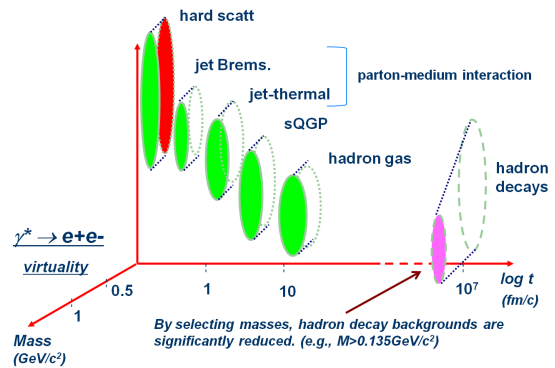 hard scatt
jet Brems.
parton-medium interaction
jet-thermal
sQGP
hadron gas
hadron
decays
γ* → e+e-
virtuality
0.5
1
10
10⁷
log t
(fm/c)
1
Mass
(GeV/c²)
By selecting masses, hadron decay backgrounds are
significantly reduced. (e.g., M>0.135GeV/c²)